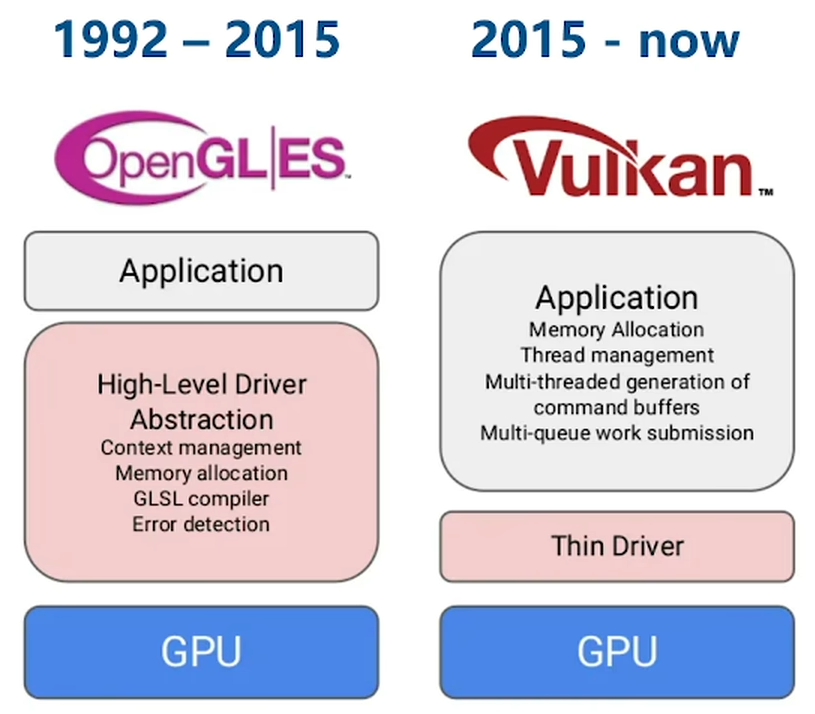 1992 – 2015
OpenGL|ES™
Application
High-Level Driver
Abstraction
Context management
Memory allocation
GLSL compiler
Error detection
GPU
2015 - now
Vulkan™
Application
Memory Allocation
Thread management
Multi-threaded generation of
command buffers
Multi-queue work submission
Thin Driver
GPU